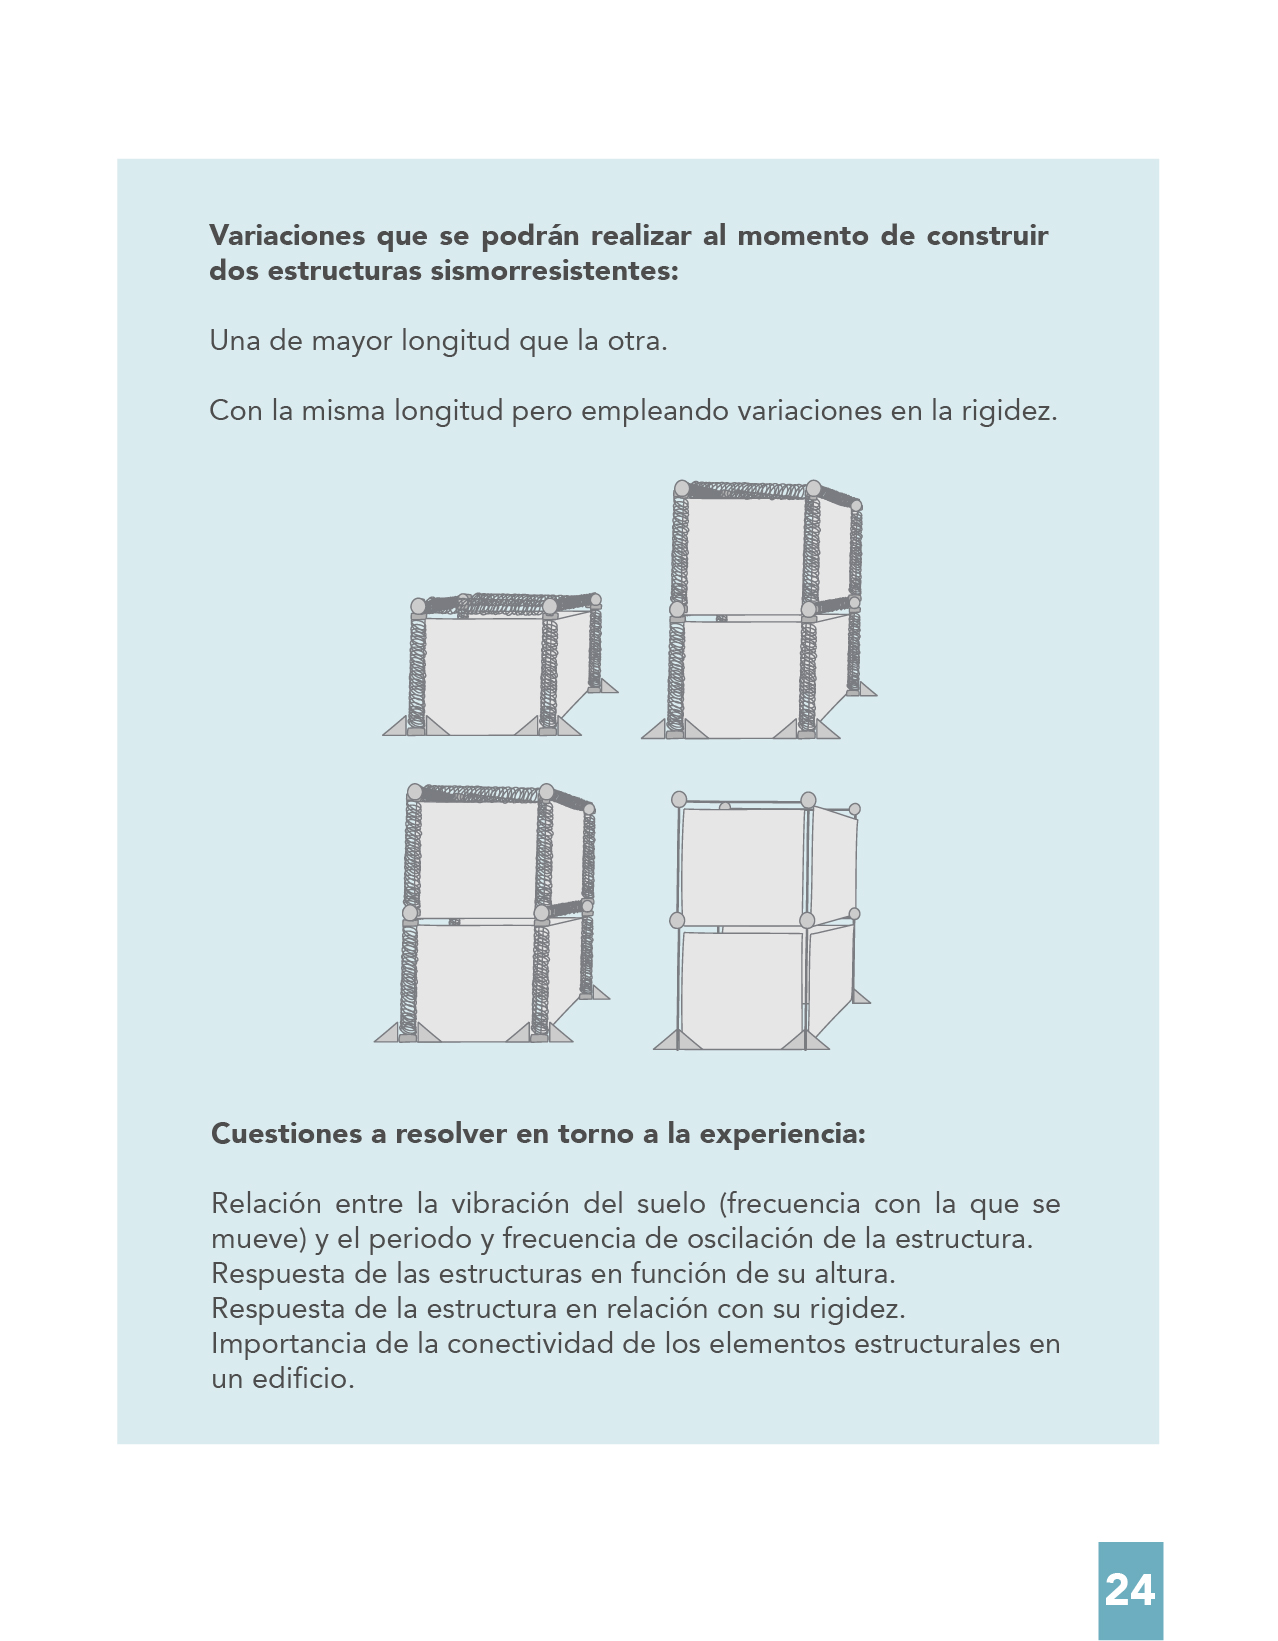 Variaciones que se podrán realizar al momento de construir
dos estructuras sismorresistentes:
Una de mayor longitud que la otra.
Con la misma longitud pero empleando variaciones en la rigidez.
Cuestiones a resolver en torno a la experiencia:
Relación entre la vibración del suelo (frecuencia con la que se
mueve) y el periodo y frecuencia de oscilación de la estructura.
Respuesta de las estructuras en función de su altura.
Respuesta de la estructura en relación con su rigidez.
Importancia de la conectividad de los elementos estructurales en
un edificio.
24